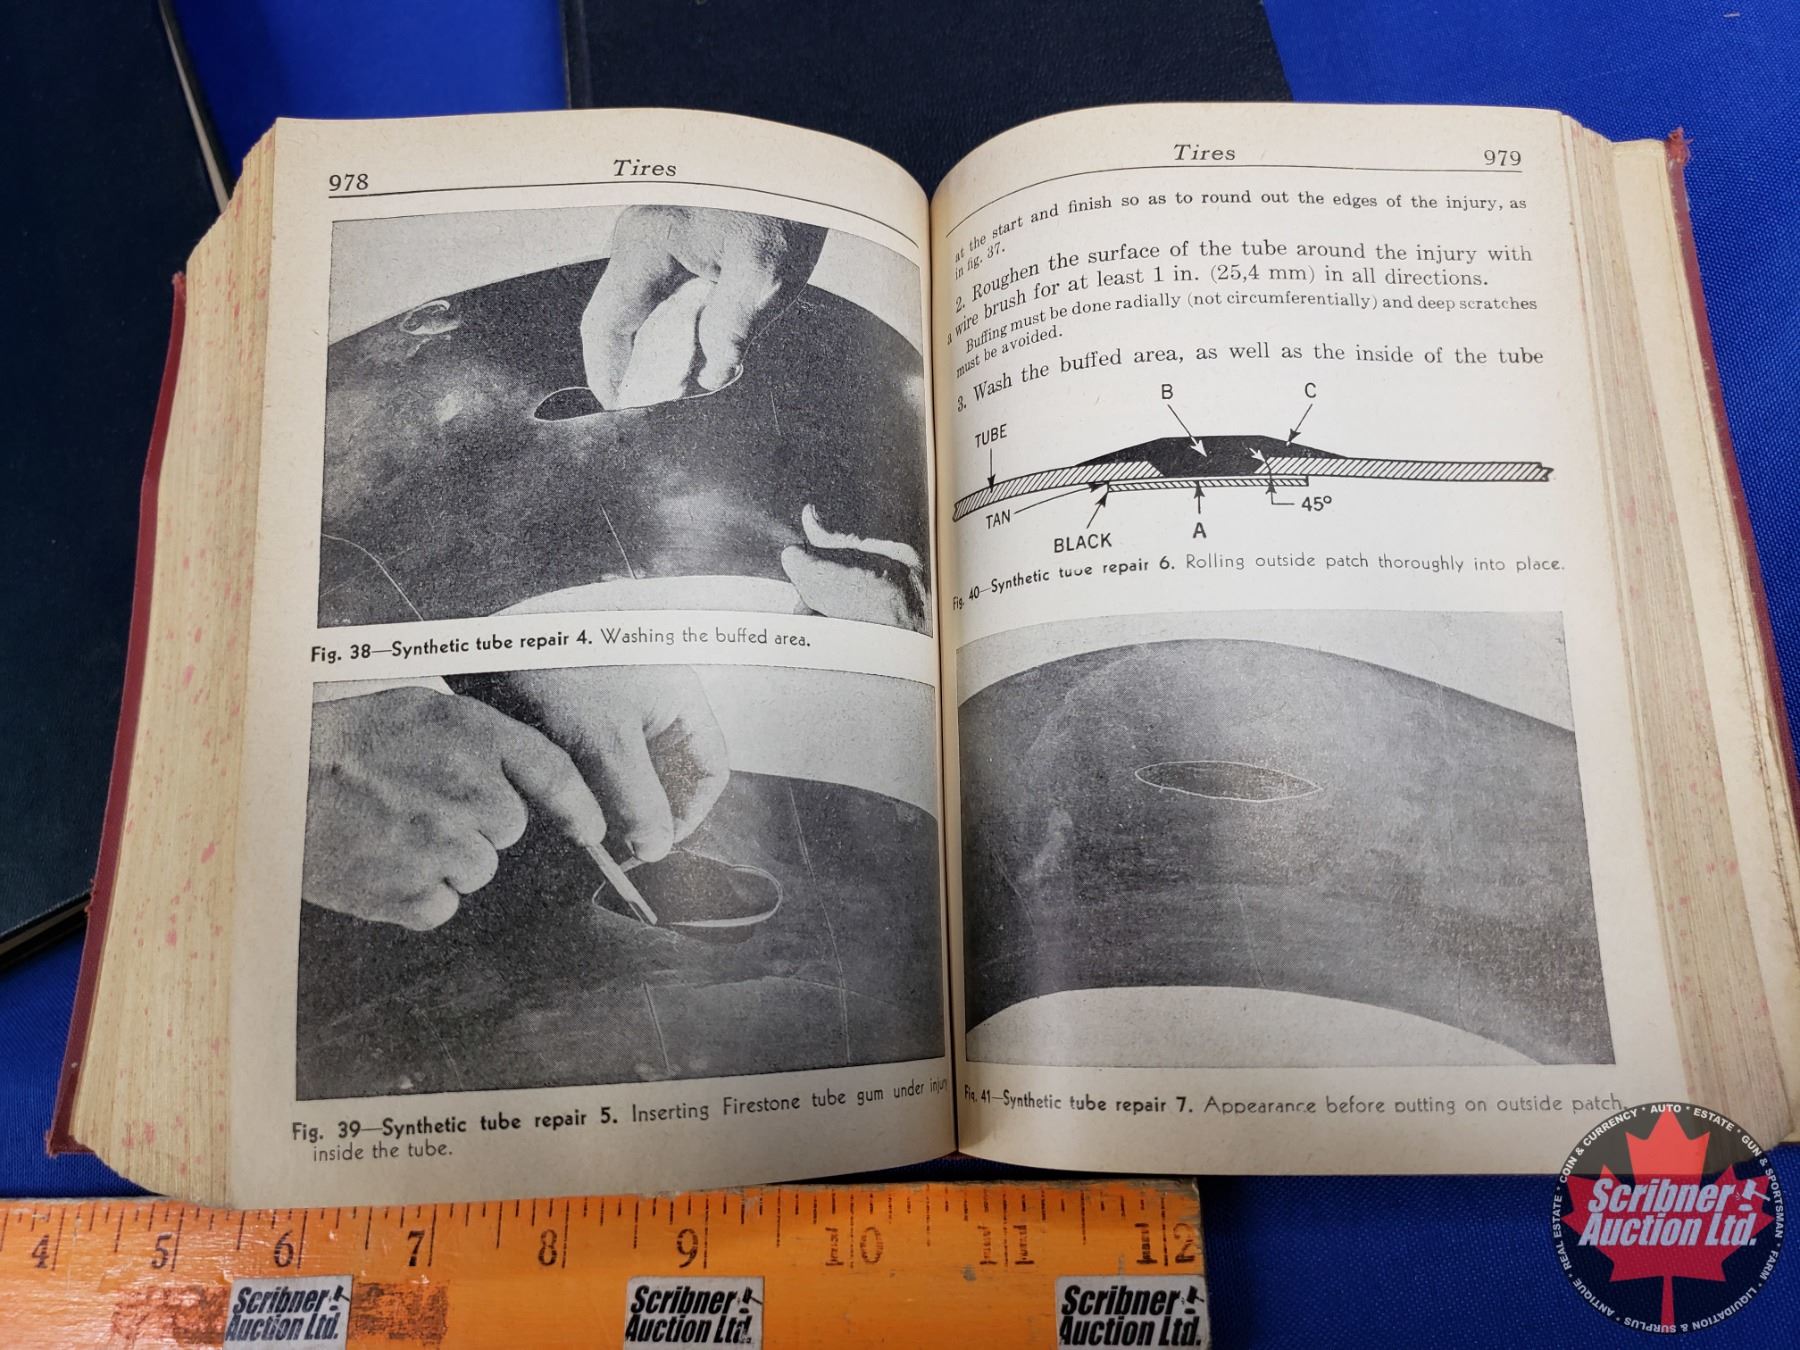 978
Tires
Fig. 38—Synthetic tube repair 4. Washing the buffed area.
Fig. 39—Synthetic tube repair 5. Inserting Firestone tube gum under injury
inside the tube.
Tires
979
at the start and finish so as to round out the edges of the injury, as
in fig. 37.
2. Roughen the surface of the tube around the injury with
a wire brush for at least 1 in. (25,4 mm) in all directions.
Buffing must be done radially (not circumferentially) and deep scratches
must be avoided.
3. Wash the buffed area, as well as the inside of the tube
B
C
TUBE
TAN
BLACK
A
45°
Fig. 40—Synthetic tube repair 6. Rolling outside patch thoroughly into place.
Fig. 41—Synthetic tube repair 7. Appearance before putting on outside patch.
4 5 6 7 8 9 10 11 12
Scribner
Auction Ltd.
Scribner
Auction Ltd.
Scribner
Auction Ltd.
ANTIQUE • REAL ESTATE • COIN & CURRENCY • AUTO • ESTATE • GUN & SPORTSMAN • FARM • LIQUIDATION & SURPLUS •
Scribner
Auction Ltd.